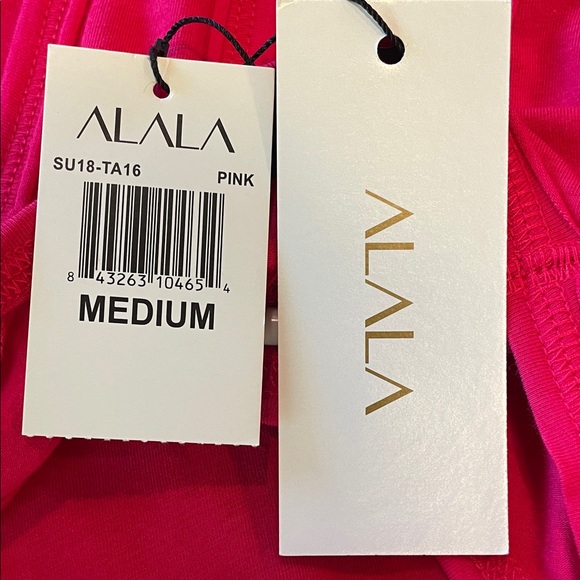 ALALA
SU18-TA16 PINK
8 43263 10465 4
MEDIUM
ALALA